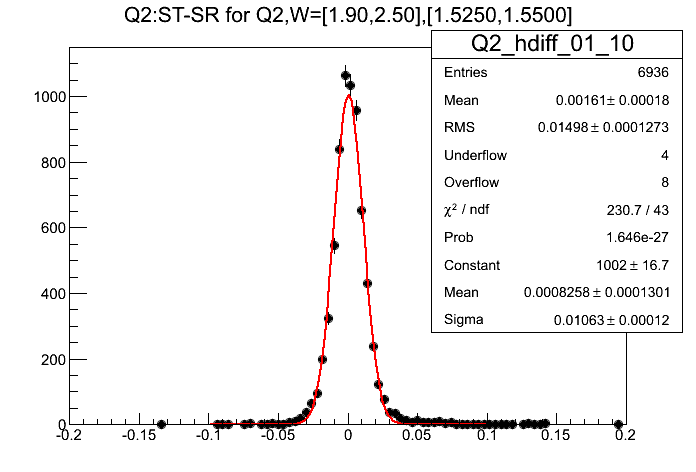 Q2:ST-SR for Q2,W=[1.90,2.50],[1.5250,1.5500]
Q2_hdiff_01_10
Entries 6936
Mean 0.00161 ± 0.00018
RMS 0.01498 ± 0.0001273
Underflow 4
Overflow 8
χ² / ndf 230.7 / 43
Prob 1.646e-27
Constant 1002 ± 16.7
Mean 0.0008258 ± 0.0001301
Sigma 0.01063 ± 0.00012
1000
800
600
400
200
0
-0.2 -0.15 -0.1 -0.05 0 0.05 0.1 0.15 0.2